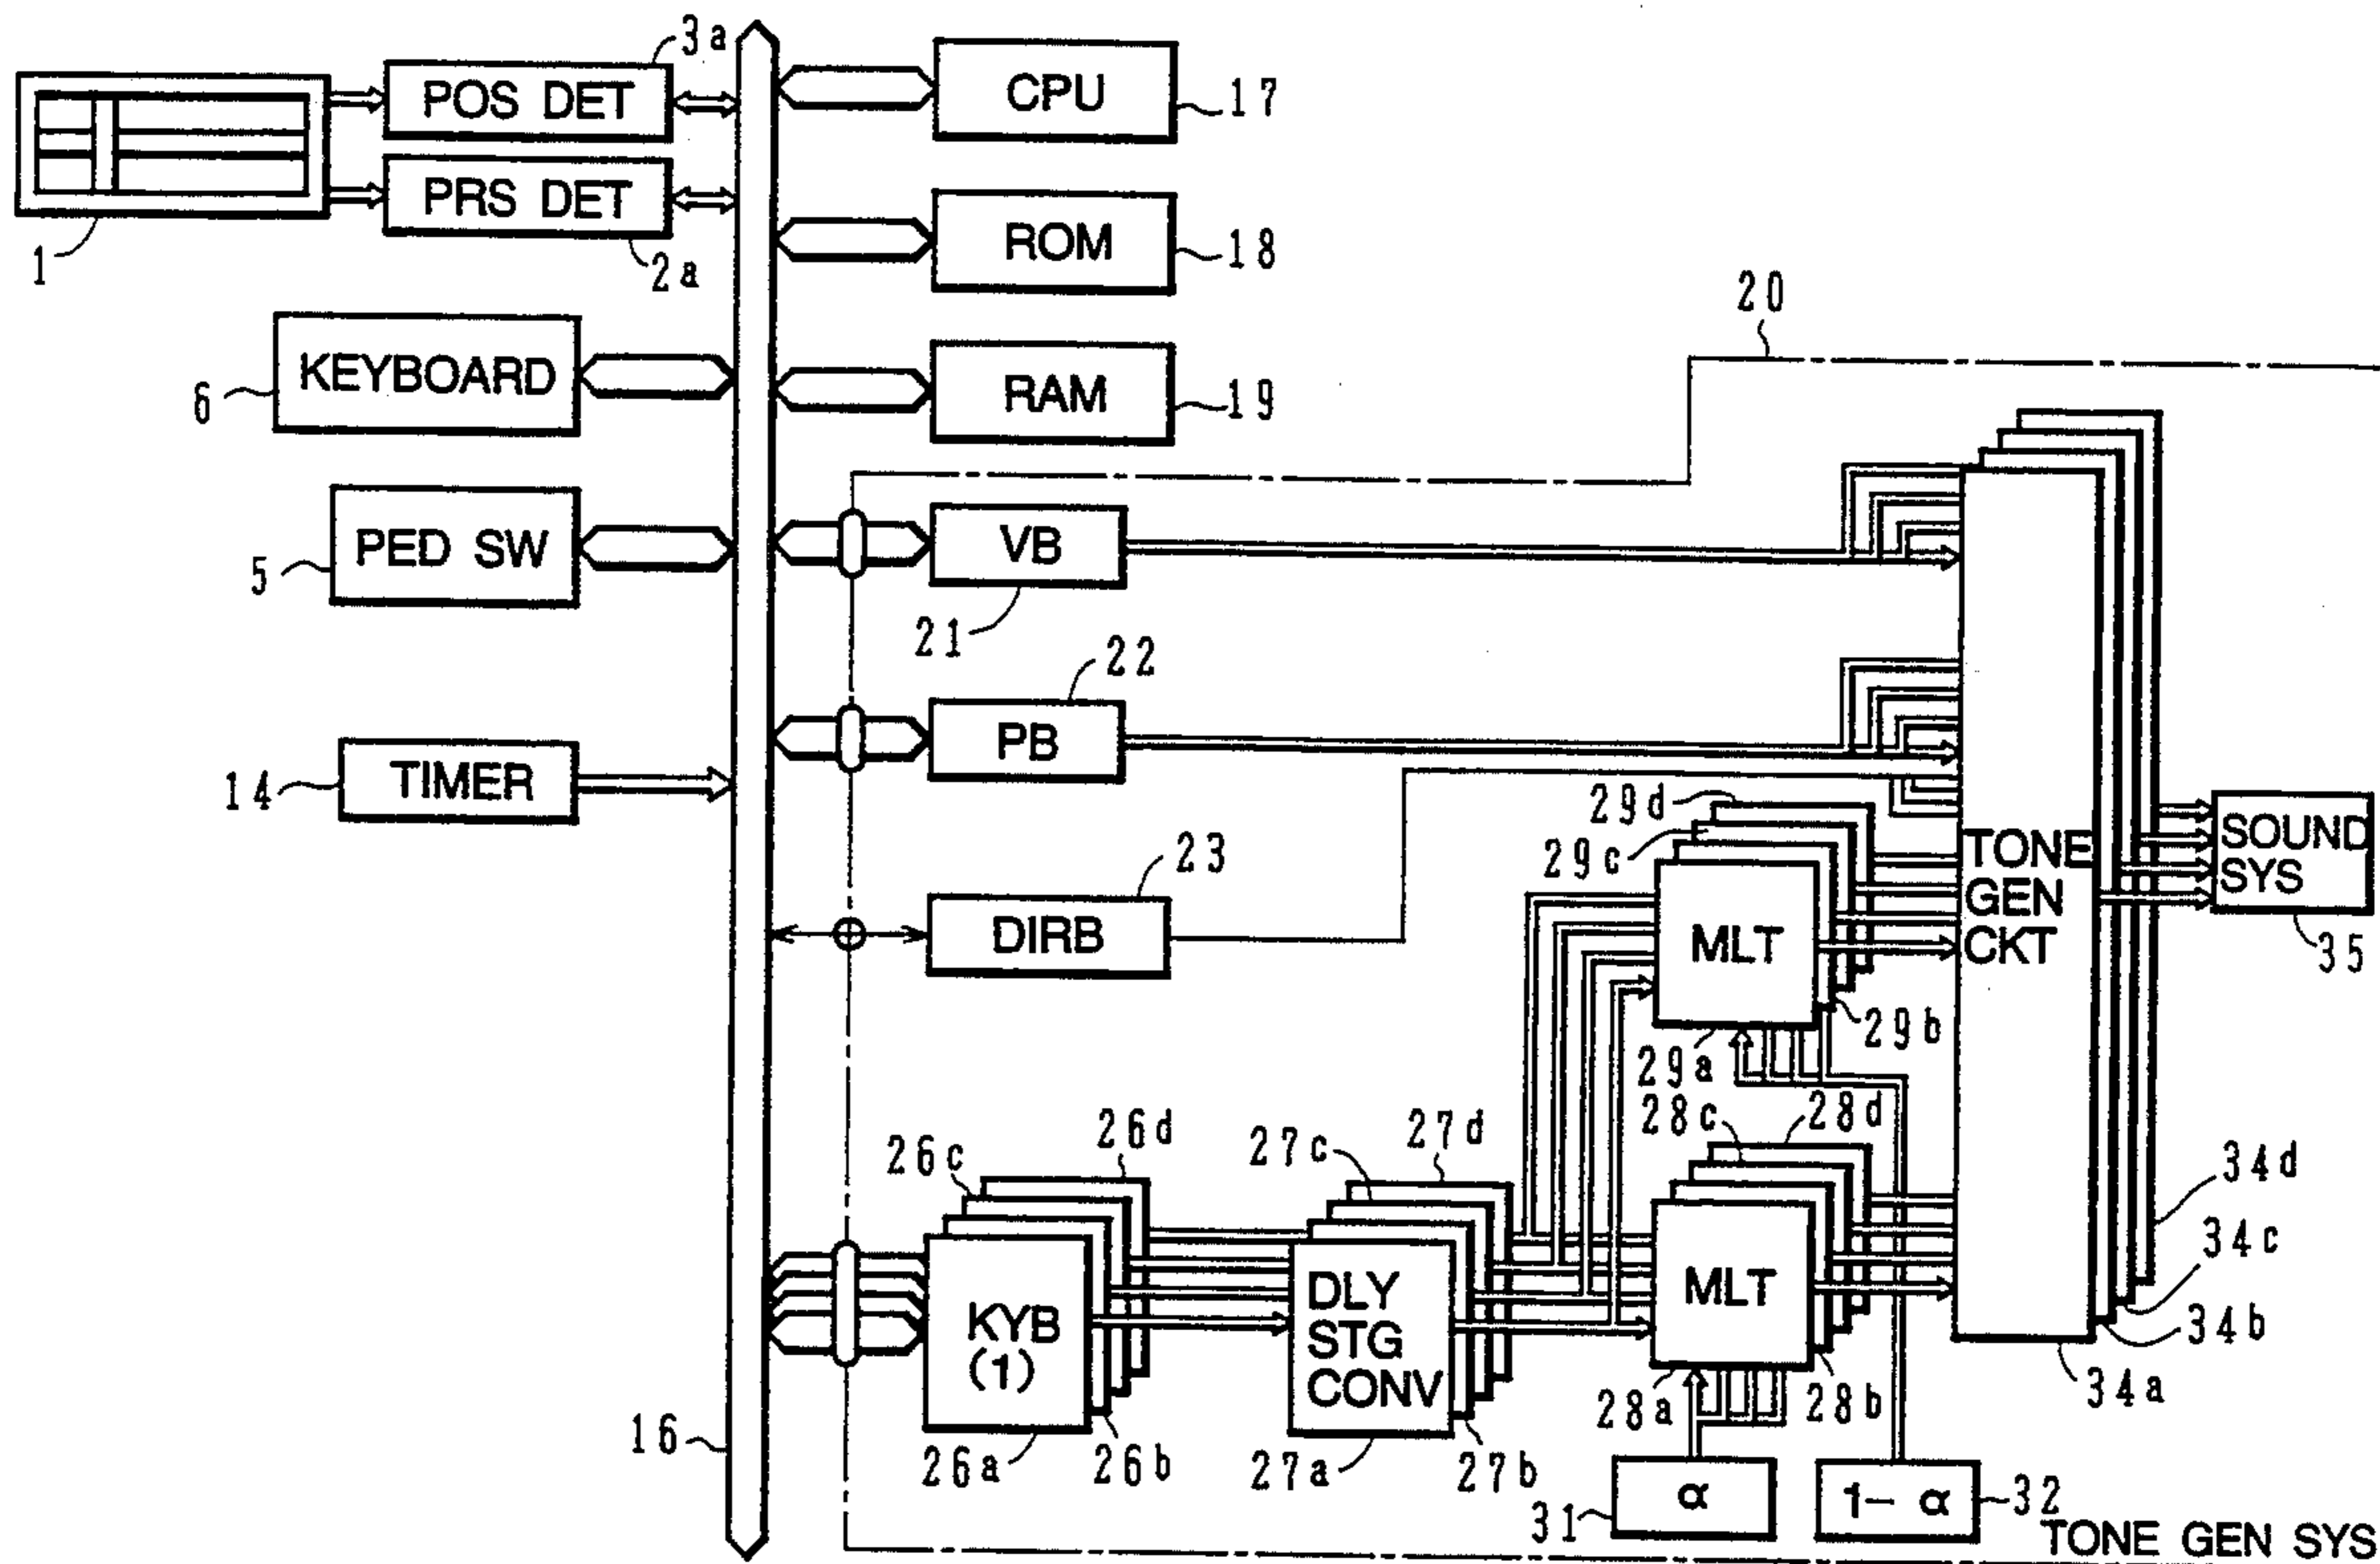 3a
POS DET
CPU
17
PRS DET
1
2a
ROM
18
20
KEYBOARD
6
RAM
19
PED SW
5
VB
21
22
PB
TIMER
14
29d
29c
23
DIRB
MLT
29b
29a
TONE
GEN
CKT
SOUND
SYS
35
28d
28c
26d
26c
27d
27c
34d
34c
34b
34a
KYB
(1)
DLY
STG
CONV
MLT
28a
28b
16
26a
26b
27a
27b
α
31
1- α
32
TONE GEN SYS